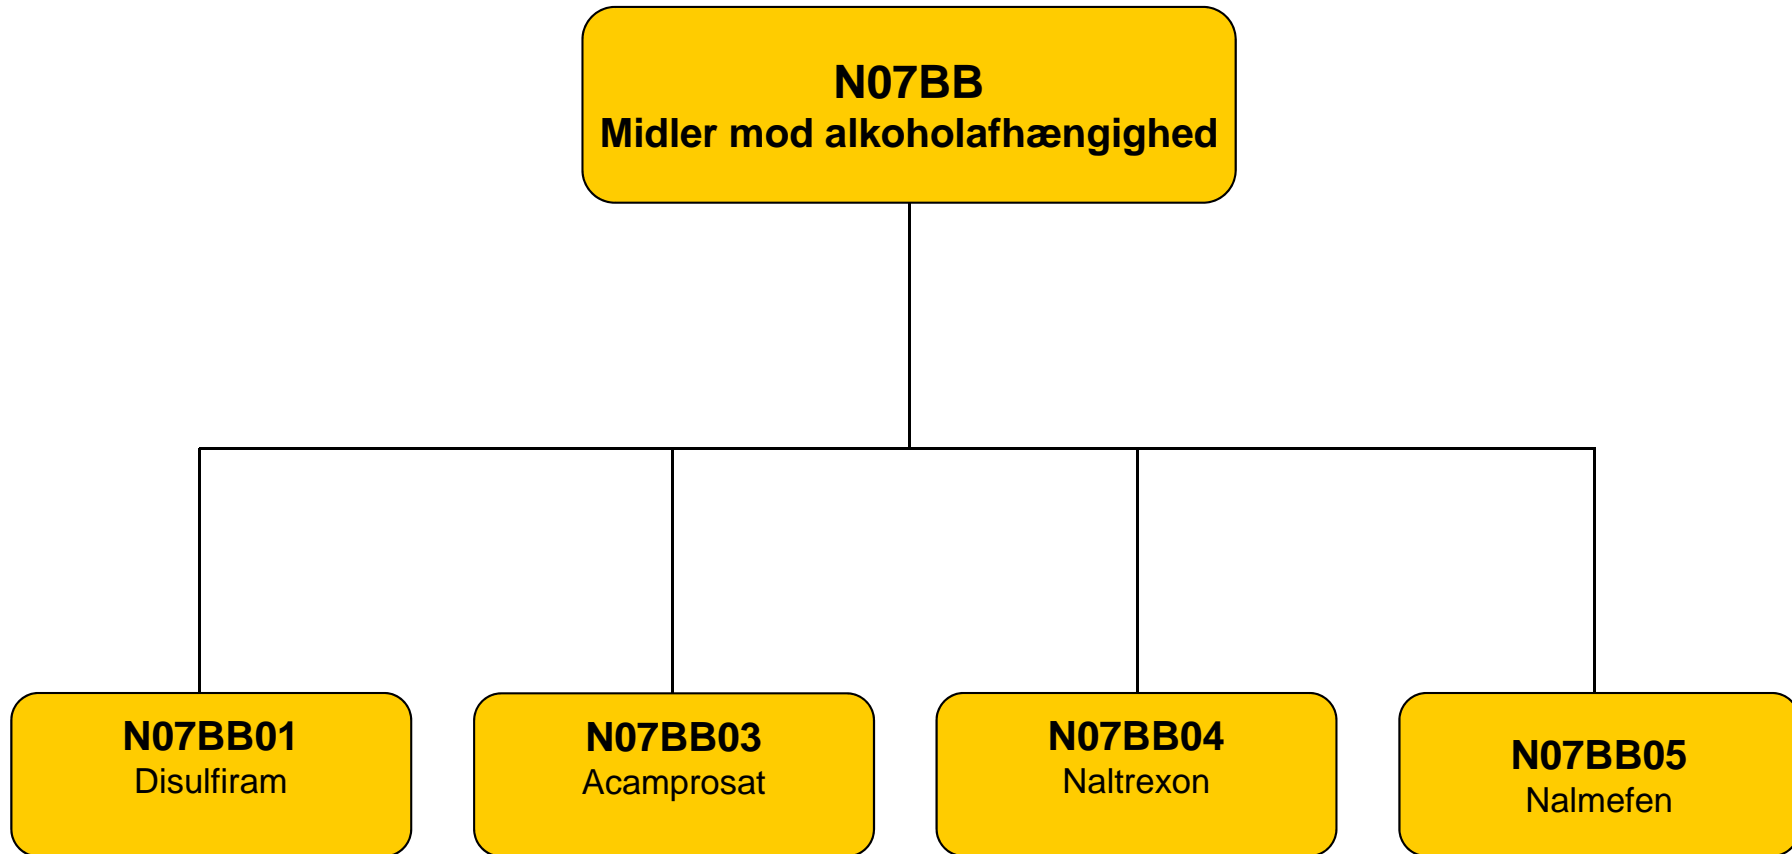 N07BB
Midler mod alkoholafhængighed
N07BB01
Disulfiram
N07BB03
Acamprosat
N07BB04
Naltrexon
N07BB05
Nalmefen